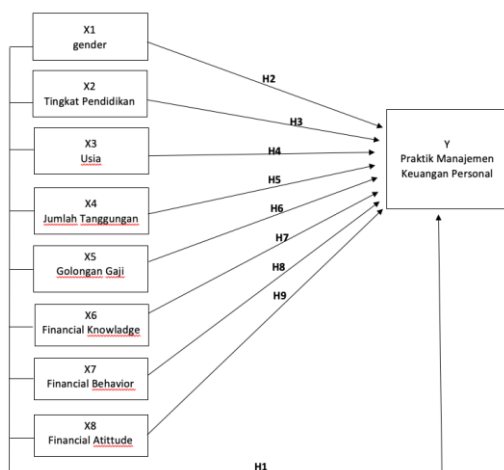 X1
gender
H2
X2
Tingkat Pendidikan
H3
X3
Usia
H4
Y
Praktik Manajemen
Keuangan Personal
X4
Jumlah Tanggungan
H5
H6
X5
Golongan Gaji
H7
H8
X6
Financial Knowladge
H9
X7
Financial Behavior
X8
Financial Atittude
H1